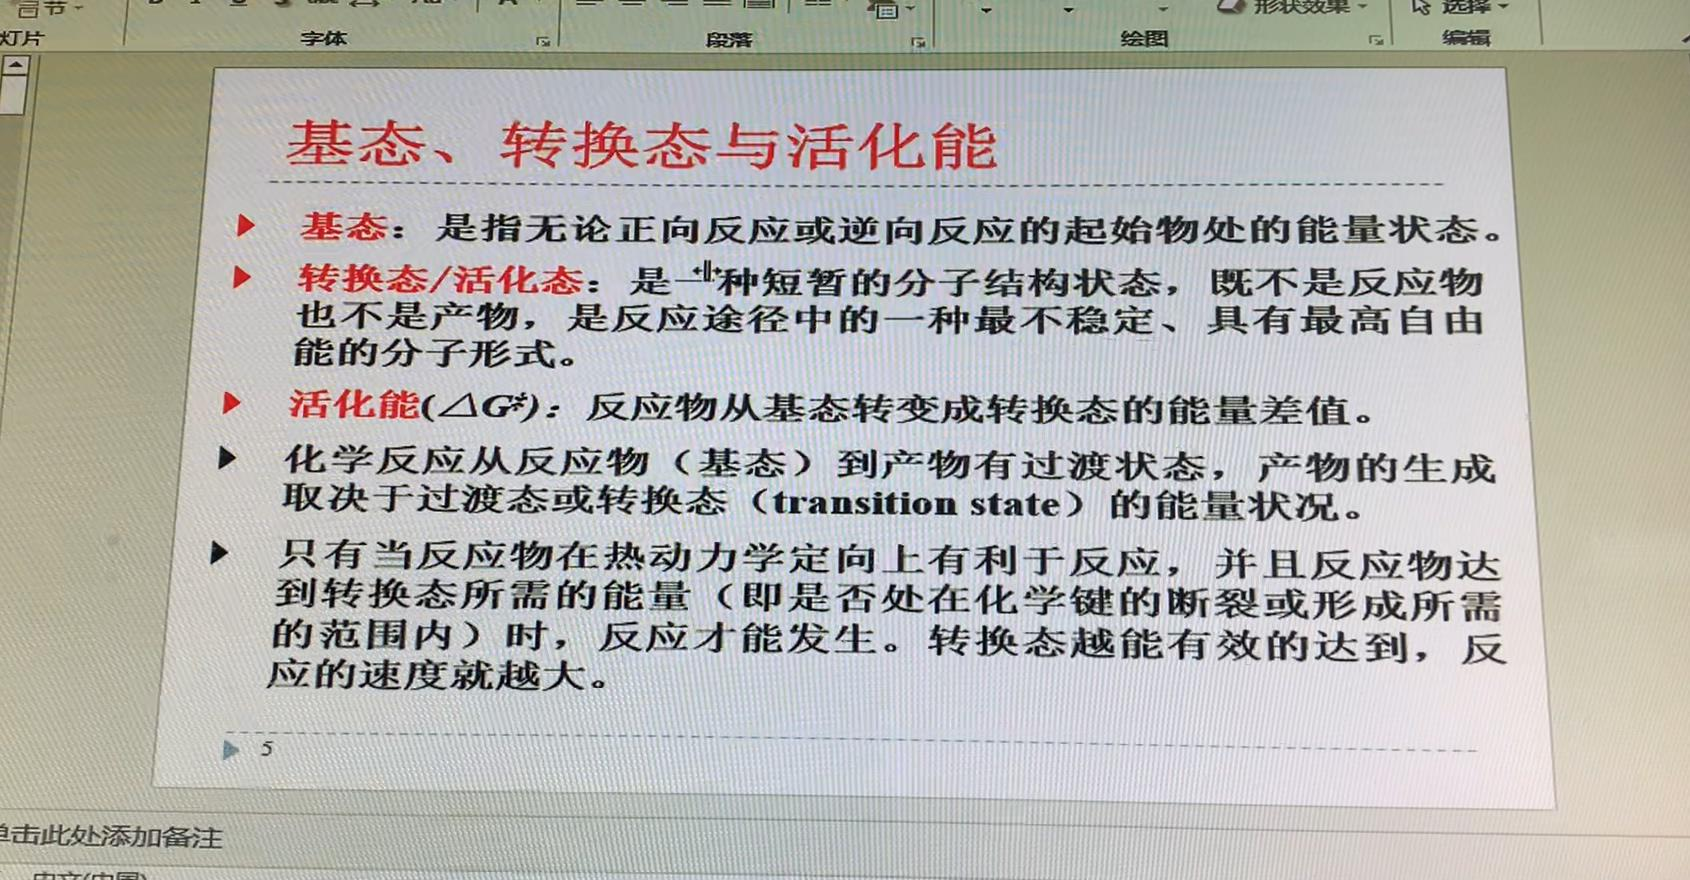 节
形状效果
选择
灯片
字体
段落
绘图
编辑
基态、转换态与活化能
基态：是指无论正向反应或逆向反应的起始物处的能量状态。
转换态/活化态：是一种短暂的分子结构状态，既不是反应物
也不是产物，是反应途径中的一种最不稳定、具有最高自由
能的分子形式。
活化能(△G‡)：反应物从基态转变成转换态的能量差值。
化学反应从反应物（基态）到产物有过渡状态，产物的生成
取决于过渡态或转换态（transition state）的能量状况。
只有当反应物在热动力学定向上有利于反应，并且反应物达
到转换态所需的能量（即是否处在化学键的断裂或形成所需
的范围内）时，反应才能发生。转换态越能有效的达到，反
应的速度就越大。
5
单击此处添加备注
中文(中国)